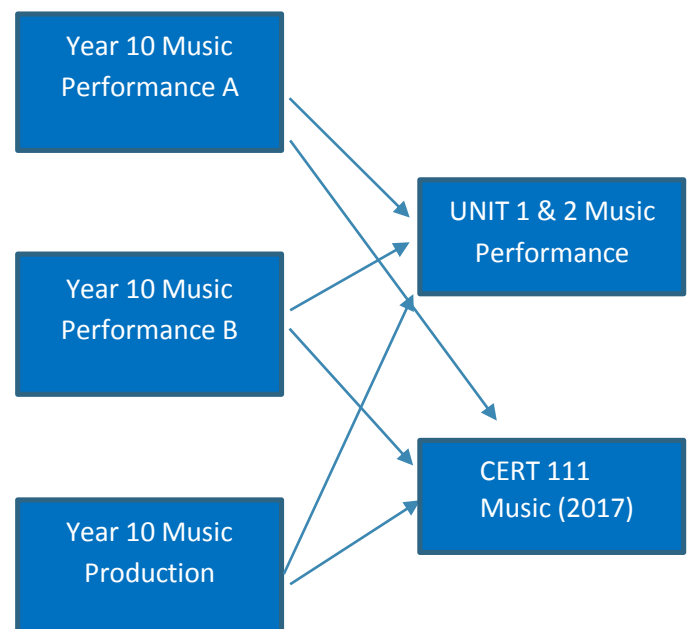 Year 10 Music
Performance A
UNIT 1 & 2 Music
Performance
Year 10 Music
Performance B
CERT 111
Music (2017)
Year 10 Music
Production